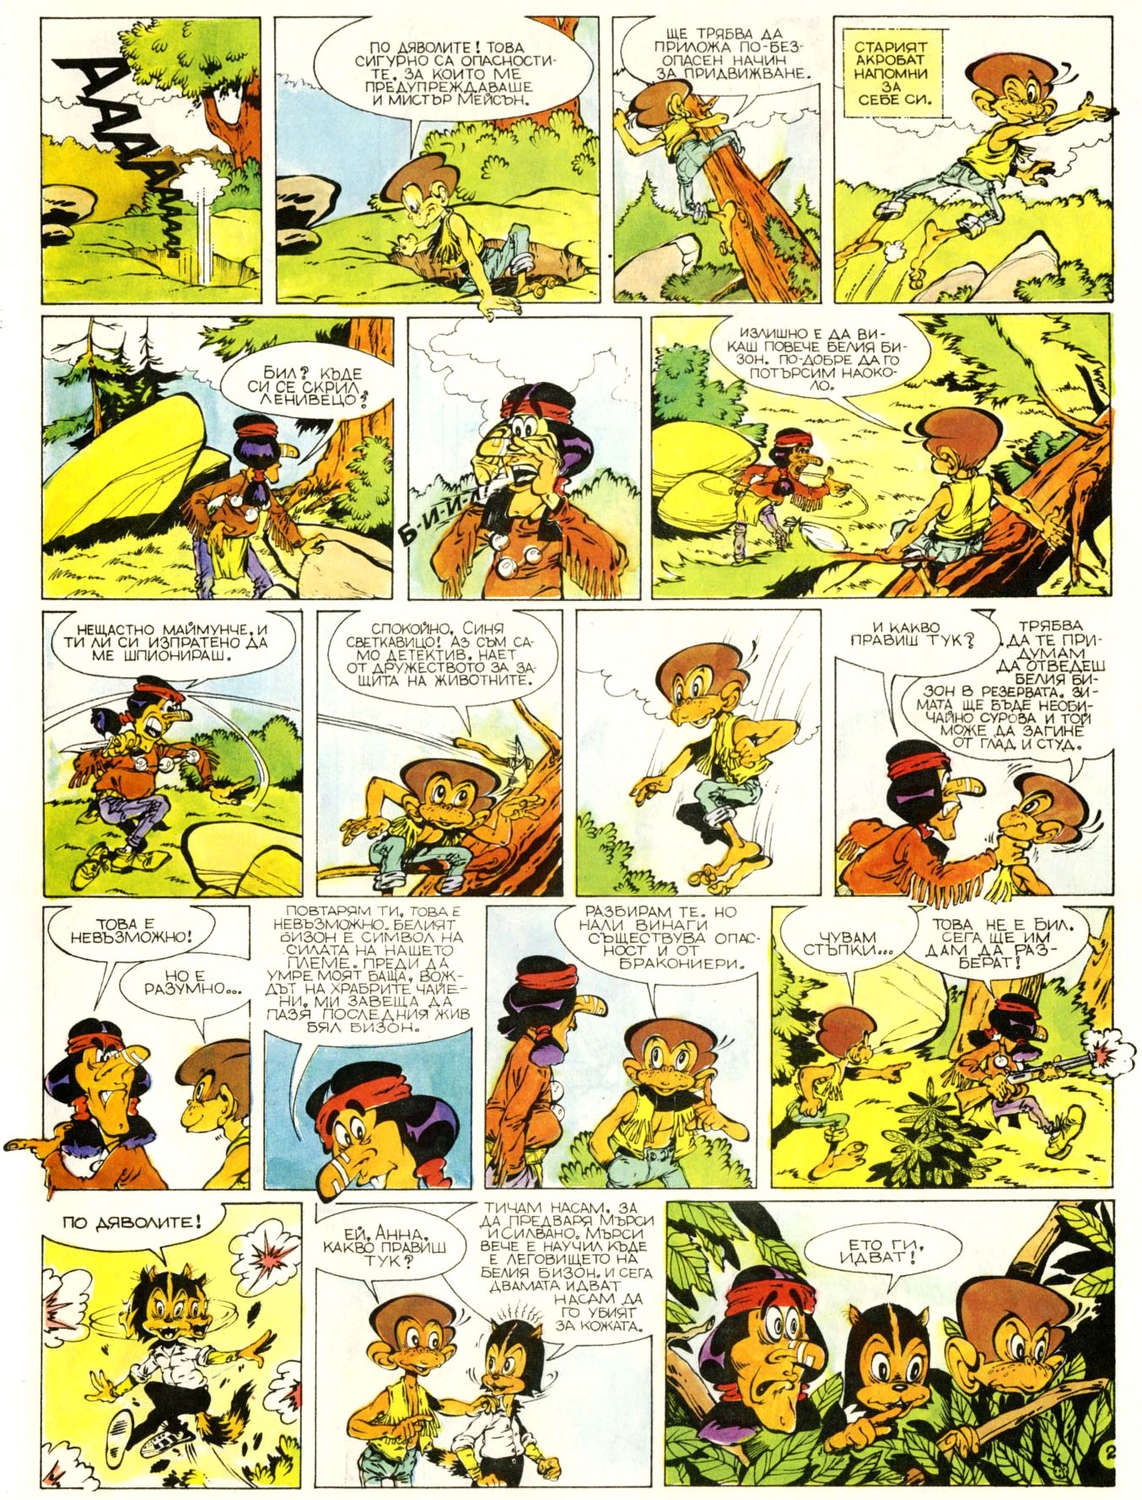 ААААААААА
ПО ДЯВОЛИТЕ! ТОВА
СИГУРНО СА ОПАСНОСТИ-
ТЕ, ЗА КОИТО МЕ
ПРЕДУПРЕЖДАВАШЕ
И МИСТЪР МЕЙСЪН.
ЩЕ ТРЯБВА ДА
ПРИЛОЖА ПО-БЕЗ-
ОПАСЕН НАЧИН
ЗА ПРИДВИЖВАНЕ.
СТАРИЯТ
АКРОБАТ
НАПОМНИ
ЗА
СЕБЕ СИ.
БИЛ? КЪДЕ
СИ СЕ СКРИЛ,
ЛЕНИВЕЦО?
Б-И-И-Л!
ИЗЛИШНО Е ДА ВИ-
КАШ ПОВЕЧЕ БЕЛИЯ БИ-
ЗОН. ПО-ДОБРЕ ДА ГО
ПОТЪРСИМ НАОКО-
ЛО.
НЕЩАСТНО МАЙМУНЧЕ, И
ТИ ЛИ СИ ИЗПРАТЕНО ДА
МЕ ШПИОНИРАШ.
СПОКОЙНО, СИНЯ
СВЕТКАВИЦО! АЗ СЪМ СА-
МО ДЕТЕКТИВ, НАЕТ
ОТ ДРУЖЕСТВОТО ЗА ЗА-
ЩИТА НА ЖИВОТНИТЕ.
И КАКВО
ПРАВИШ ТУК?
ТРЯБВА
ДА ТЕ ПРИ-
ДУМАМ
ДА ОТВЕДЕШ
БЕЛИЯ БИ-
ЗОН В РЕЗЕРВАТА. ЗИ-
МАТА ЩЕ БЪДЕ НЕОБИ-
ЧАЙНО СУРОВА И ТОЙ
МОЖЕ ДА ЗАГИНЕ
ОТ ГЛАД И СТУД.
ТОВА Е
НЕВЪЗМОЖНО!
НО Е
РАЗУМНО...
ПОВТАРЯМ ТИ, ТОВА Е
НЕВЪЗМОЖНО. БЕЛИЯТ
БИЗОН Е СИМВОЛ НА
СИЛАТА НА НАШЕТО
ПЛЕМЕ. ПРЕДИ ДА
УМРЕ МОЯТ БАЩА, ВОЖ-
ДЪТ НА ХРАБРИТЕ ЧАЙЕ-
НИ, МИ ЗАВЕЩА ДА
ПАЗЯ ПОСЛЕДНИЯ ЖИВ
БЯЛ БИЗОН.
РАЗБИРАМ ТЕ. НО
НАЛИ ВИНАГИ
СЪЩЕСТВУВА ОПАС-
НОСТ И ОТ
БРАКОНИЕРИ.
ЧУВАМ
СТЪПКИ...
ТОВА НЕ Е БИЛ.
СЕГА ЩЕ ИМ
ДАМ ДА РАЗ-
БЕРАТ!
ПО ДЯВОЛИТЕ!
ЕЙ, АННА,
КАКВО ПРАВИШ
ТУК?
ТИЧАМ НАСАМ, ЗА
ДА ПРЕДВАРЯ МЪРСИ
И СИЛВАНО. МЪРСИ
ВЕЧЕ Е НАУЧИЛ КЪДЕ
Е ЛЕГОВИЩЕТО НА
БЕЛИЯ БИЗОН, И СЕГА
ДВАМАТА ИДВАТ
НАСАМ ДА
ГО УБИЯТ
ЗА КОЖАТА.
ЕТО ГИ,
ИДВАТ!
2